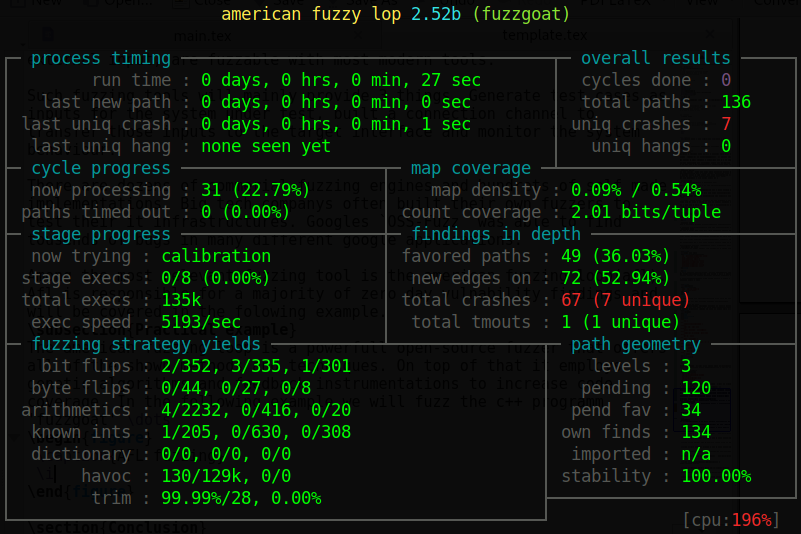 american fuzzy lop 2.52b (fuzzgoat)
process timing
run time : 0 days, 0 hrs, 0 min, 27 sec
last new path : 0 days, 0 hrs, 0 min, 0 sec
last uniq crash : 0 days, 0 hrs, 0 min, 1 sec
last uniq hang : none seen yet
overall results
cycles done : 0
total paths : 136
uniq crashes : 7
uniq hangs : 0
cycle progress
now processing : 31 (22.79%)
paths timed out : 0 (0.00%)
map coverage
map density : 0.09% / 0.54%
count coverage : 2.01 bits/tuple
stage progress
now trying : calibration
stage execs : 0/8 (0.00%)
total execs : 135k
exec speed : 5193/sec
findings in depth
favored paths : 49 (36.03%)
new edges on : 72 (52.94%)
total crashes : 67 (7 unique)
total tmouts : 1 (1 unique)
fuzzing strategy yields
bit flips : 2/352, 3/335, 1/301
byte flips : 0/44, 0/27, 0/8
arithmetics : 4/2232, 0/416, 0/20
known ints : 1/205, 0/630, 0/308
dictionary : 0/0, 0/0, 0/0
havoc : 130/129k, 0/0
trim : 99.99%/28, 0.00%
path geometry
levels : 3
pending : 120
pend fav : 34
own finds : 134
imported : n/a
stability : 100.00%
[cpu:196%]
main.tex
template.tex
\section{Conclusion}